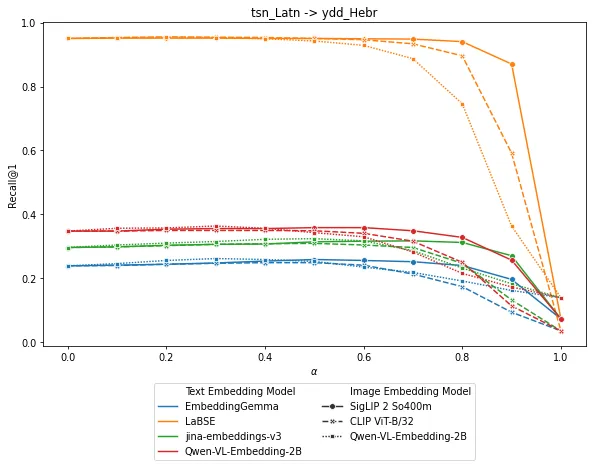 tsn_Latn -> ydd_Hebr
1.0
0.8
0.6
0.4
0.2
0.0
Recall@1
0.0 0.2 0.4 0.6 0.8 1.0
α
Text Embedding Model
EmbeddingGemma
LaBSE
jina-embeddings-v3
Qwen-VL-Embedding-2B
Image Embedding Model
SigLIP 2 So400m
CLIP ViT-B/32
Qwen-VL-Embedding-2B